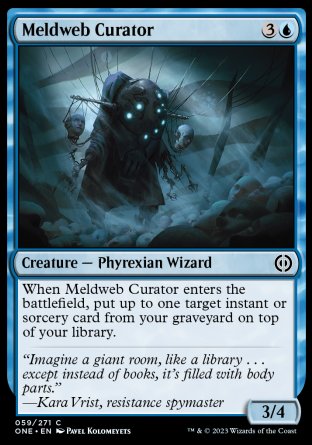 Meldweb Curator 3
Creature — Phyrexian Wizard
When Meldweb Curator enters the
battlefield, put up to one target instant or
sorcery card from your graveyard on top
of your library.
“Imagine a giant room, like a library . . .
except instead of books, it’s filled with body
parts.”
—Kara Vrist, resistance spymaster
3/4
059/271 C
ONE • EN Pavel Kolomeyets
™ & © 2023 Wizards of the Coast